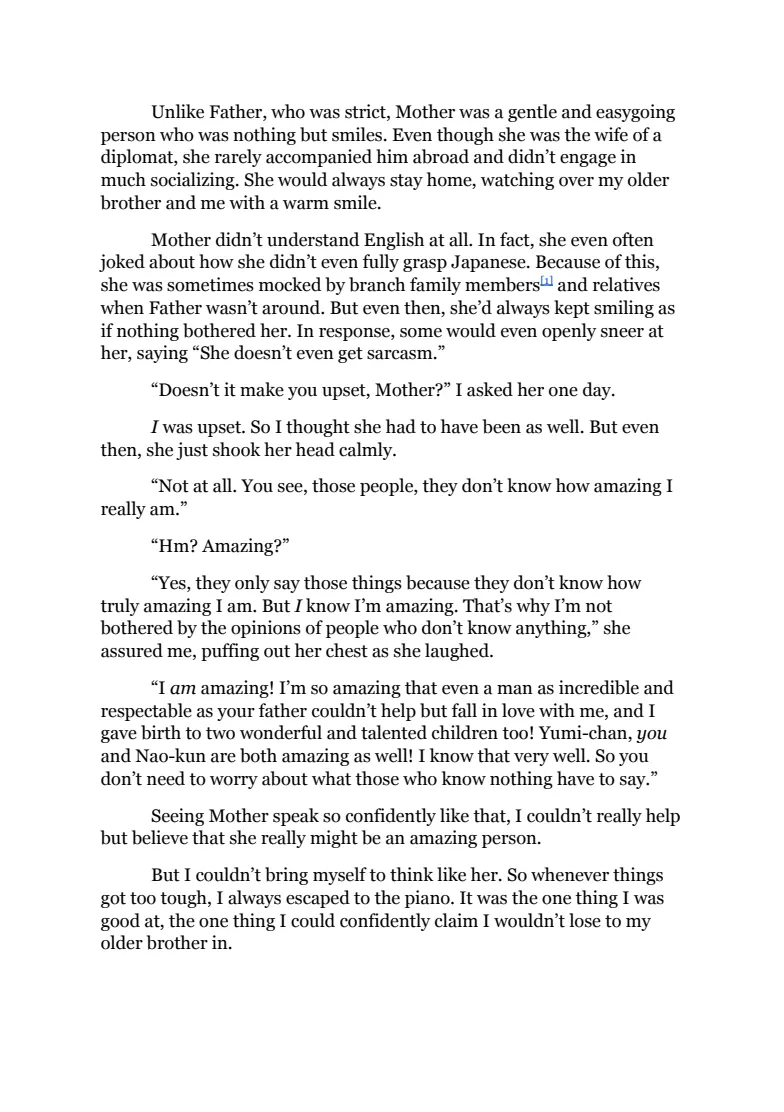 Unlike Father, who was strict, Mother was a gentle and easygoing
person who was nothing but smiles. Even though she was the wife of a
diplomat, she rarely accompanied him abroad and didn’t engage in
much socializing. She would always stay home, watching over my older
brother and me with a warm smile.
Mother didn’t understand English at all. In fact, she even often
joked about how she didn’t even fully grasp Japanese. Because of this,
she was sometimes mocked by branch family members[1] and relatives
when Father wasn’t around. But even then, she’d always kept smiling as
if nothing bothered her. In response, some would even openly sneer at
her, saying “She doesn’t even get sarcasm.”
“Doesn’t it make you upset, Mother?” I asked her one day.
I was upset. So I thought she had to have been as well. But even
then, she just shook her head calmly.
“Not at all. You see, those people, they don’t know how amazing I
really am.”
“Hm? Amazing?”
“Yes, they only say those things because they don’t know how
truly amazing I am. But I know I’m amazing. That’s why I’m not
bothered by the opinions of people who don’t know anything,” she
assured me, puffing out her chest as she laughed.
“I am amazing! I’m so amazing that even a man as incredible and
respectable as your father couldn’t help but fall in love with me, and I
gave birth to two wonderful and talented children too! Yumi-chan, you
and Nao-kun are both amazing as well! I know that very well. So you
don’t need to worry about what those who know nothing have to say.”
Seeing Mother speak so confidently like that, I couldn’t really help
but believe that she really might be an amazing person.
But I couldn’t bring myself to think like her. So whenever things
got too tough, I always escaped to the piano. It was the one thing I was
good at, the one thing I could confidently claim I wouldn’t lose to my
older brother in.